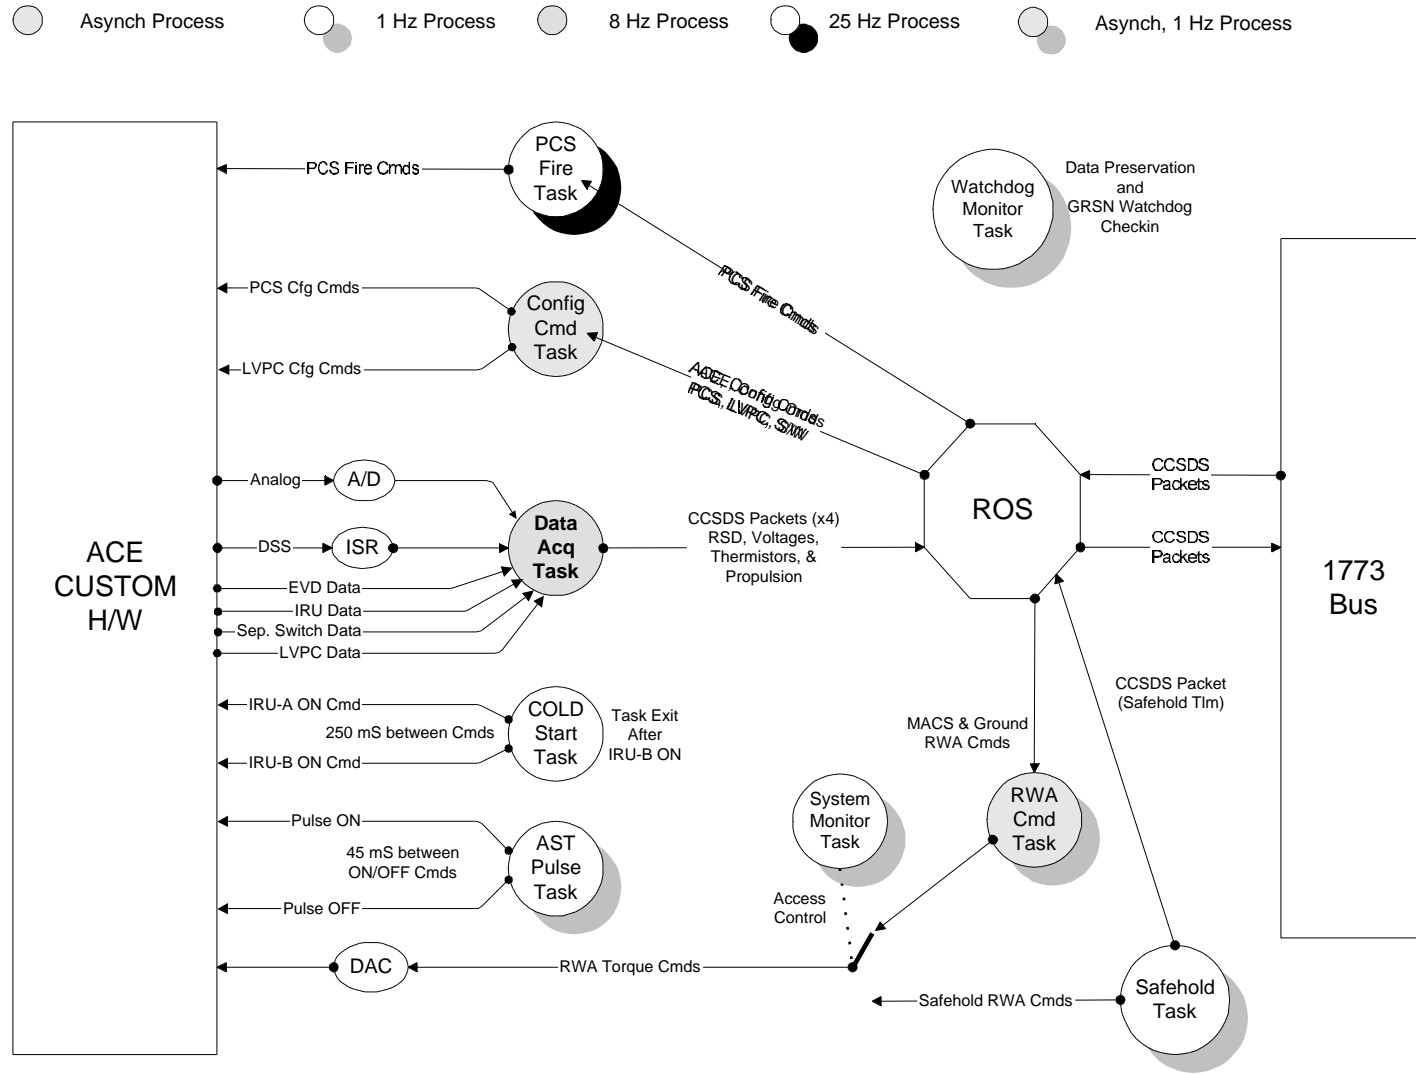 Asynch Process
1 Hz Process
8 Hz Process
25 Hz Process
Asynch, 1 Hz Process
ACE
CUSTOM
H/W
PCS Fire Cmds
PCS
Fire
Task
PCS Fire Cmds
Watchdog
Monitor
Task
Data Preservation
and
GRSN Watchdog
Checkin
PCS Cfg Cmds
LVPC Cfg Cmds
Config
Cmd
Task
ACE, Config Cmds
PCS, LVPC, S/W
Analog
A/D
DSS
ISR
EVD Data
IRU Data
Sep. Switch Data
LVPC Data
Data
Acq
Task
CCSDS Packets (x4)
RSD, Voltages,
Thermistors, &
Propulsion
ROS
CCSDS
Packets
CCSDS
Packets
1773
Bus
IRU-A ON Cmd
250 mS between Cmds
IRU-B ON Cmd
COLD
Start
Task
Task Exit
After
IRU-B ON
MACS & Ground
RWA Cmds
CCSDS Packet
(Safehold Tlm)
Pulse ON
45 mS between
ON/OFF Cmds
Pulse OFF
AST
Pulse
Task
System
Monitor
Task
RWA
Cmd
Task
Access
Control
DAC
RWA Torque Cmds
Safehold RWA Cmds
Safehold
Task